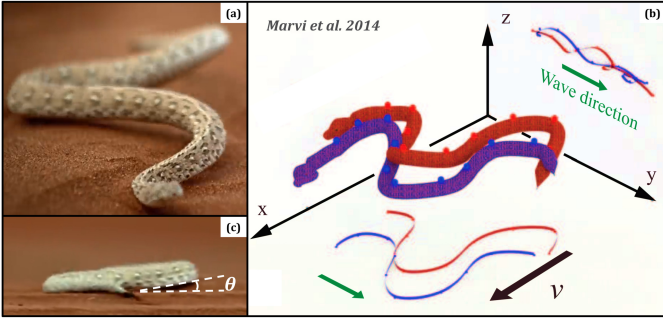 (a)
Marvi et al. 2014
(b)
z
Wave direction
x
y
v
(c)
θ